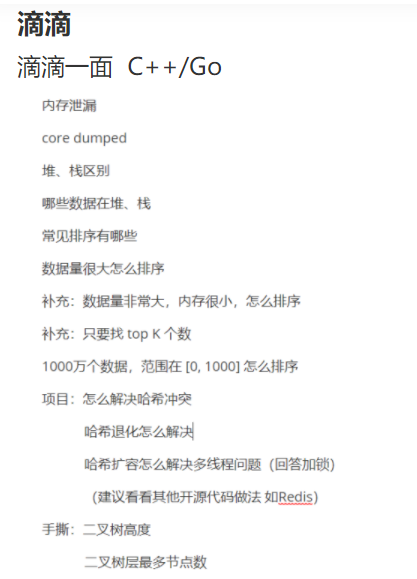 滴滴
滴滴一面 C++/Go
内存泄漏
core dumped
堆、栈区别
哪些数据在堆、栈
常见排序有哪些
数据量很大怎么排序
补充：数据量非常大，内存很小，怎么排序
补充：只要找 top K 个数
1000万个数据，范围在 [0, 1000] 怎么排序
项目：怎么解决哈希冲突
哈希退化怎么解决
哈希扩容怎么解决多线程问题（回答加锁）
（建议看看其他开源代码做法 如Redis）
手撕：二叉树高度
二叉树层最多节点数